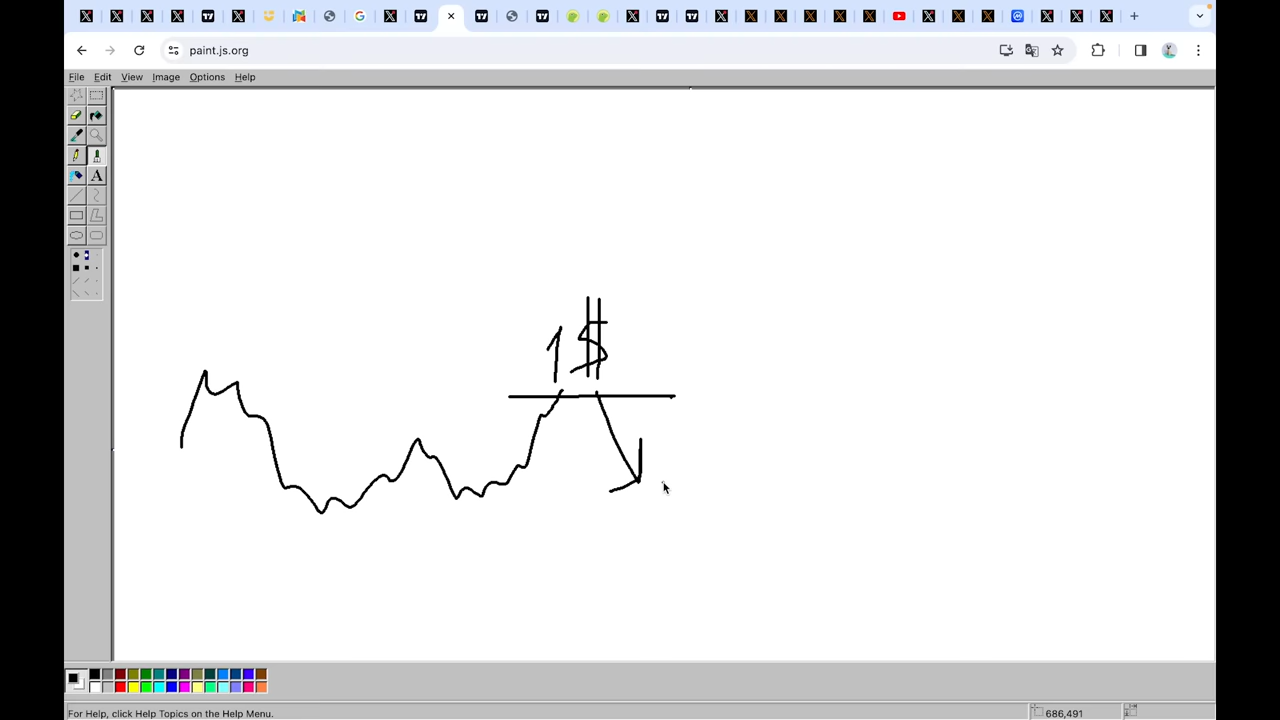 paint.js.org
File Edit View Image Options Help
1$
For Help, click Help Topics on the Help Menu.
686,491